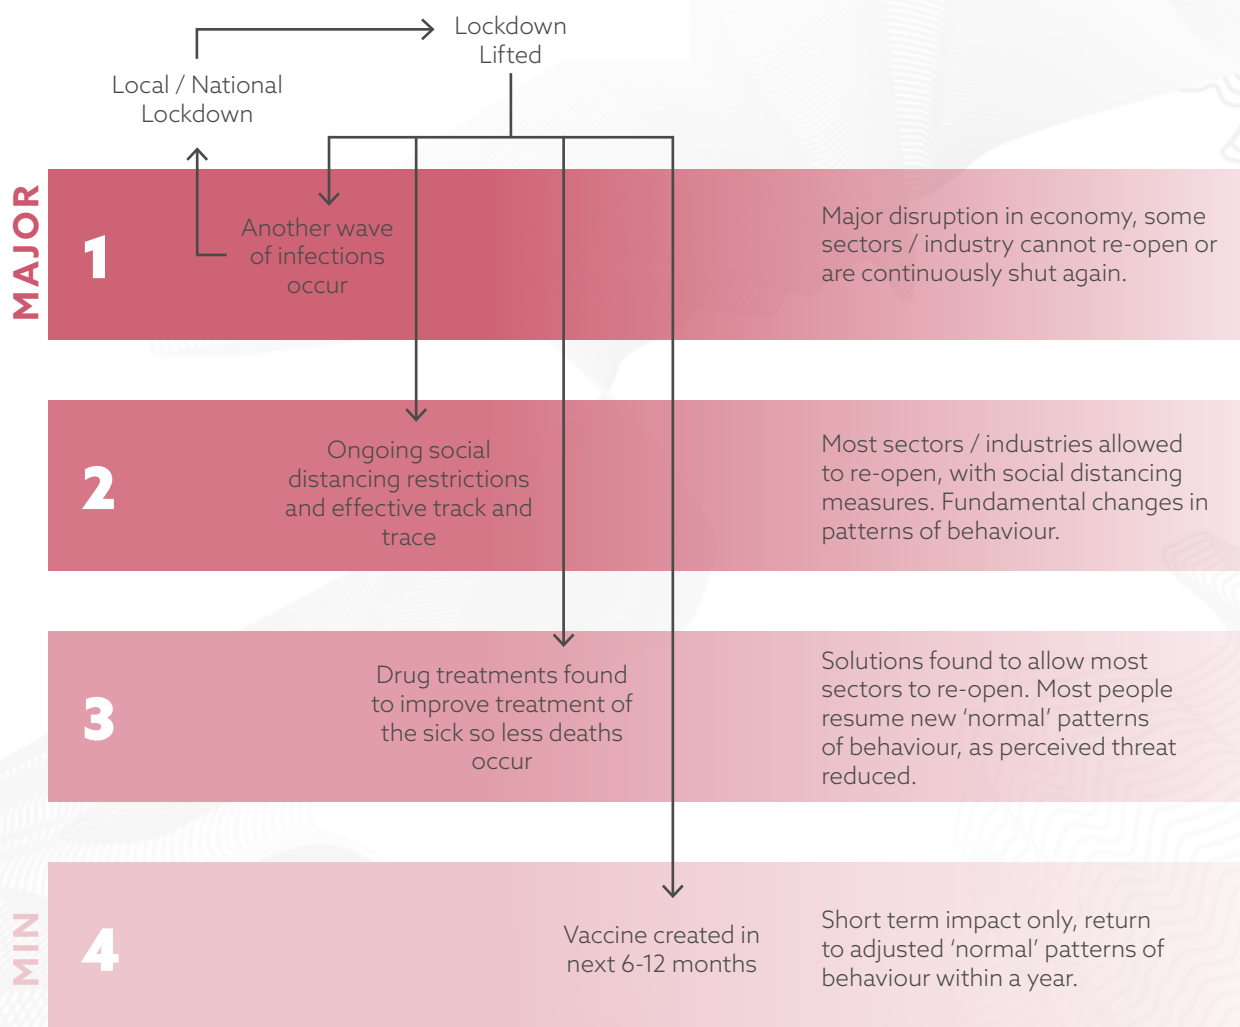 Lockdown
Lifted
Local / National
Lockdown
MAJOR
1
Another wave
of infections
occur
Major disruption in economy, some
sectors / industry cannot re-open or
are continuously shut again.
2
Ongoing social
distancing restrictions
and effective track and
trace
Most sectors / industries allowed
to re-open, with social distancing
measures. Fundamental changes in
patterns of behaviour.
3
Drug treatments found
to improve treatment of
the sick so less deaths
occur
Solutions found to allow most
sectors to re-open. Most people
resume new ‘normal’ patterns
of behaviour, as perceived threat
reduced.
MIN
4
Vaccine created in
next 6-12 months
Short term impact only, return
to adjusted ‘normal’ patterns of
behaviour within a year.